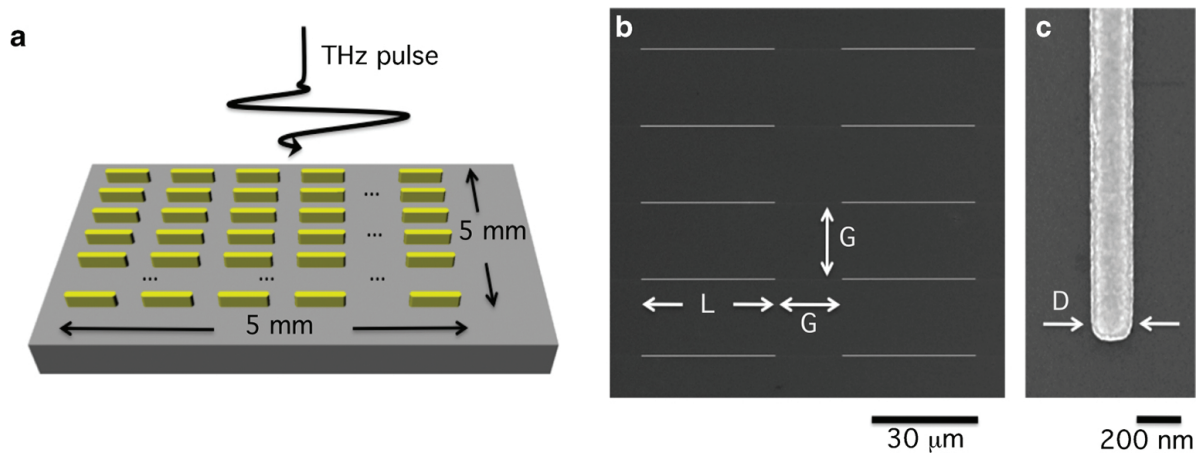 a
THz pulse
...
5 mm
...
... ... ...
5 mm
b
G
L
G
30 μm
c
D
200 nm